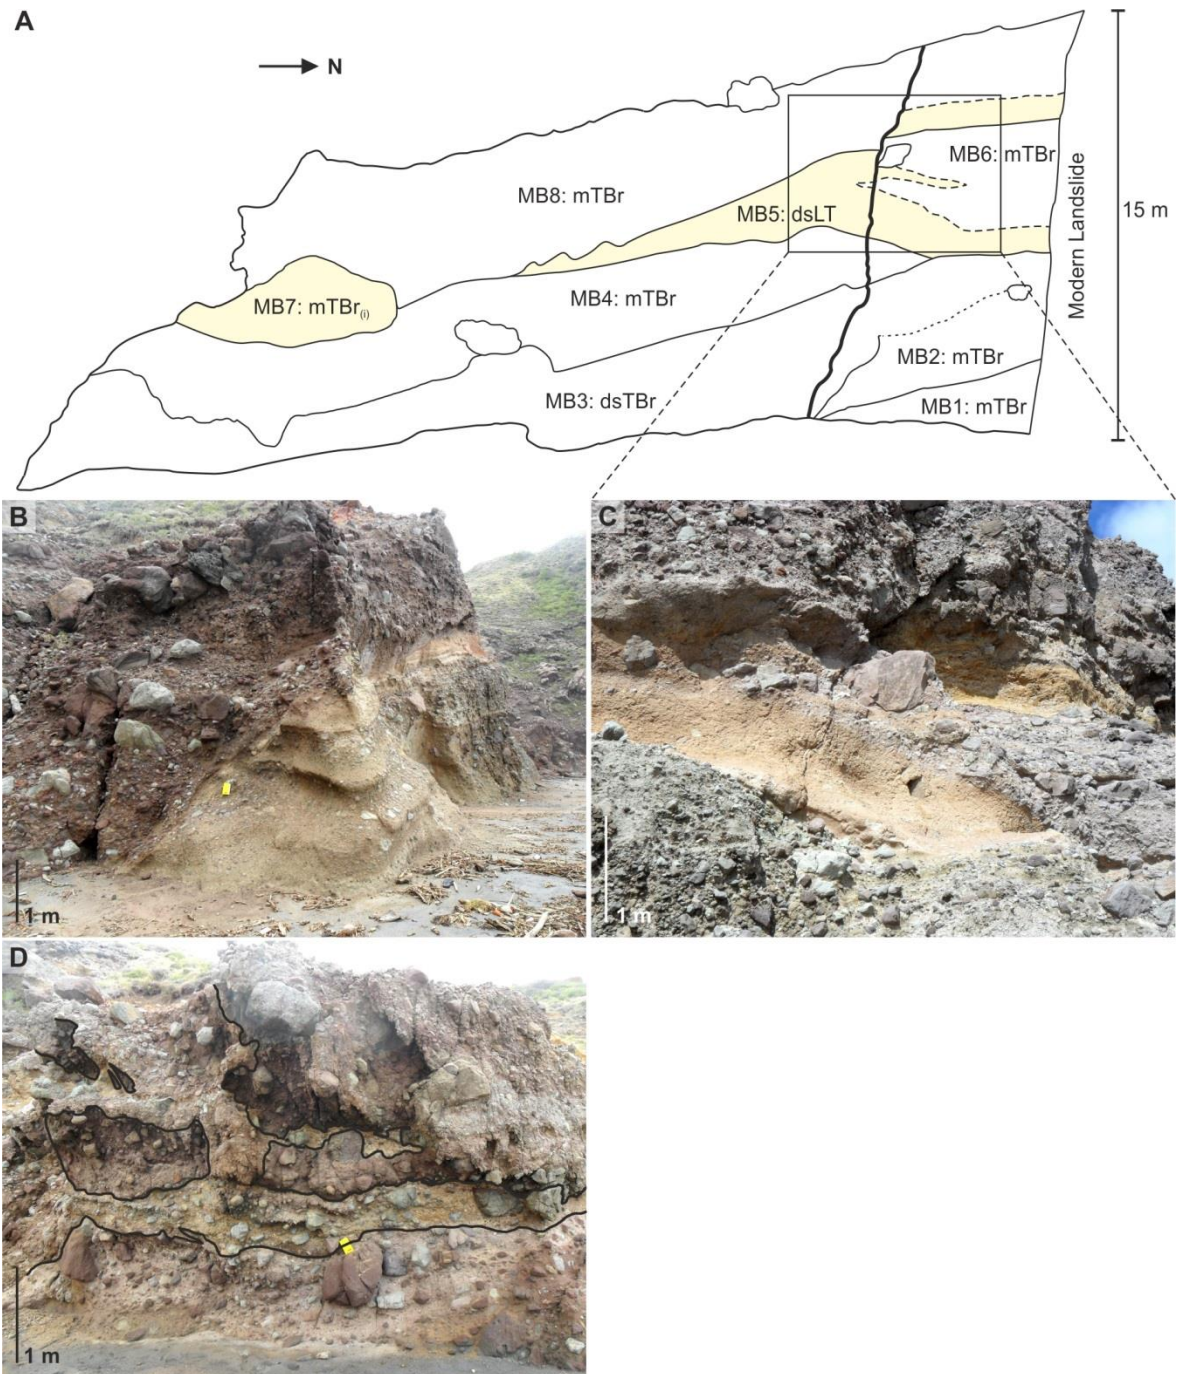 A
N
MB8: mTBr
MB6: mTBr
MB5: dsLT
15 m
Modern Landslide
MB7: mTBr(i)
MB4: mTBr
MB2: mTBr
MB3: dsTBr
MB1: mTBr
B
1 m
C
1 m
D
1 m